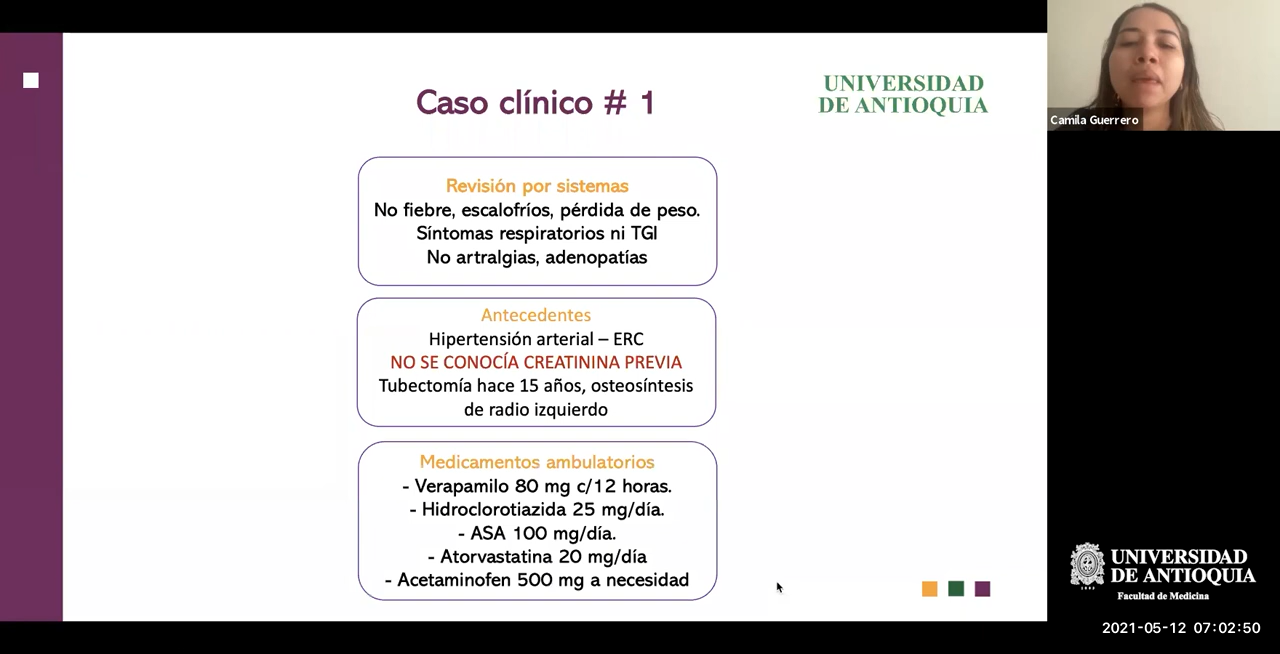 Caso clínico # 1
UNIVERSIDAD
DE ANTIOQUIA
Revisión por sistemas
No fiebre, escalofríos, pérdida de peso.
Síntomas respiratorios ni TGI
No artralgias, adenopatías
Antecedentes
Hipertensión arterial – ERC
NO SE CONOCÍA CREATININA PREVIA
Tubectomía hace 15 años, osteosíntesis
de radio izquierdo
Medicamentos ambulatorios
- Verapamilo 80 mg c/12 horas.
- Hidroclorotiazida 25 mg/día.
- ASA 100 mg/día.
- Atorvastatina 20 mg/día
- Acetaminofen 500 mg a necesidad
Camila Guerrero
UNIVERSIDAD
DE ANTIOQUIA
Facultad de Medicina
2021-05-12 07:02:50